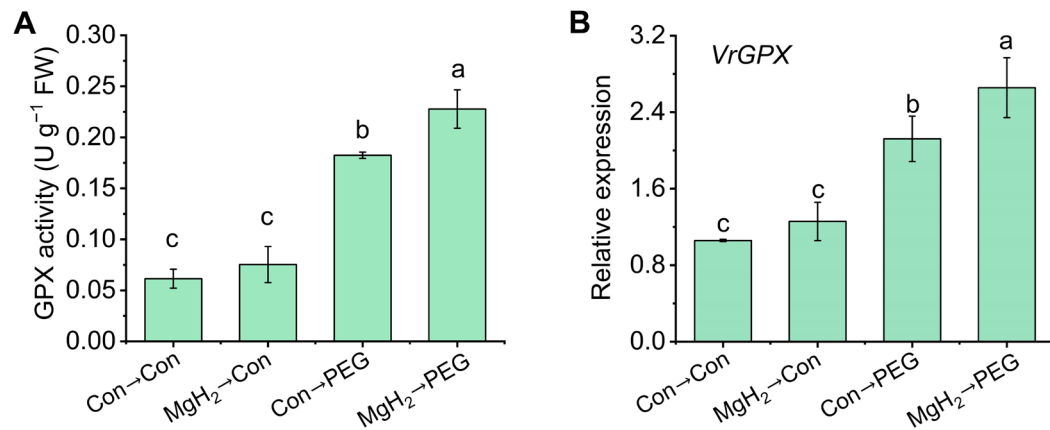 A
GPX activity (U g⁻¹ FW)
0.30
0.25
0.20
0.15
0.10
0.05
0.00
c
c
b
a
Con→Con
MgH₂→Con
Con→PEG
MgH₂→PEG
B
VrGPX
Relative expression
3.2
2.4
1.6
0.8
0.0
c
c
b
a
Con→Con
MgH₂→Con
Con→PEG
MgH₂→PEG